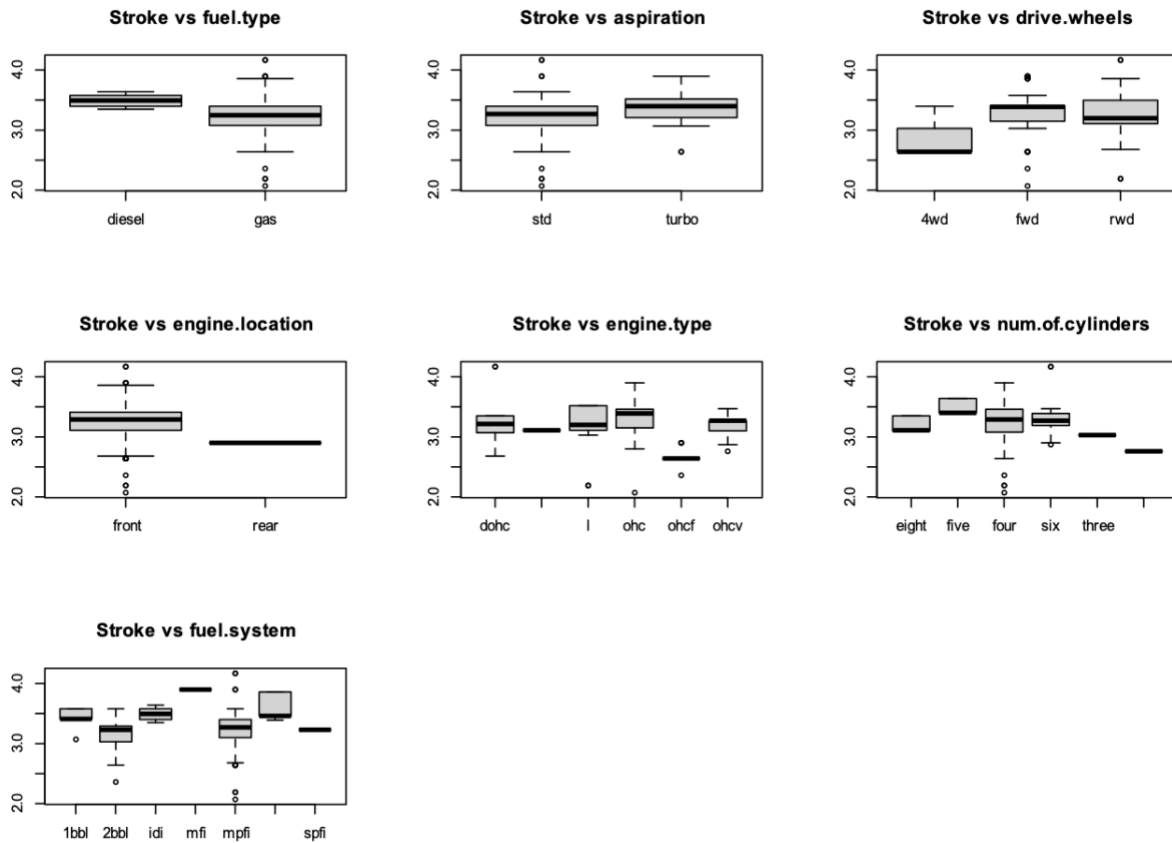 Stroke vs fuel.type
4.0
3.0
2.0
diesel gas
Stroke vs aspiration
4.0
3.0
2.0
std turbo
Stroke vs drive.wheels
4.0
3.0
2.0
4wd fwd rwd
Stroke vs engine.location
4.0
3.0
2.0
front rear
Stroke vs engine.type
4.0
3.0
2.0
dohc l ohc ohcf ohcv
Stroke vs num.of.cylinders
4.0
3.0
2.0
eight five four six three
Stroke vs fuel.system
4.0
3.0
2.0
1bbl 2bbl idi mfi mpfi spfi